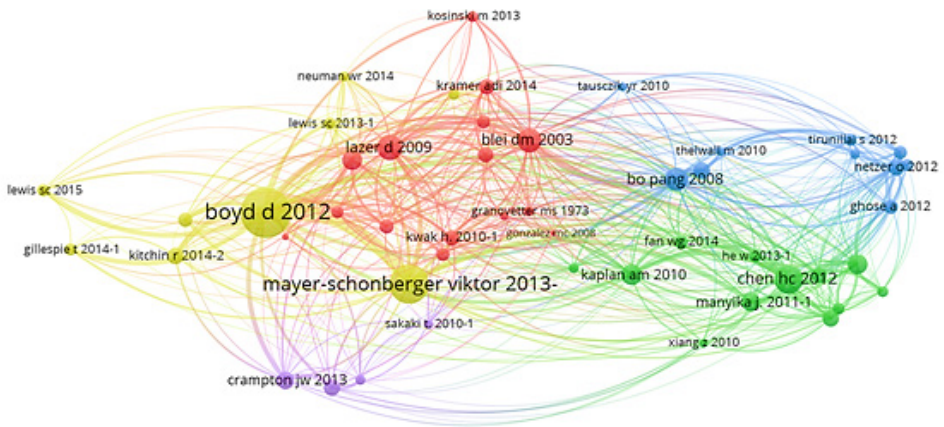 kosinski m 2013
neuman wr 2014
kramer adi 2014
tausczik yr 2010
lewis sc 2013-1
lazer d 2009
blei dm 2003
thelwall m 2010
tirunillai s 2012
netzer o 2012
bo pang 2008
lewis sc 2015
boyd d 2012
granovetter ms 1973
ghose a 2012
kwak h. 2010-1
gonzalez mc 2008
fan wg 2014
gillespie t 2014-1
kitchin r 2014-2
he w 2013-1
kaplan am 2010
chen hc 2012
mayer-schonberger viktor 2013-
manyika j. 2011-1
sakaki t. 2010-1
xiang z 2010
crampton jw 2013